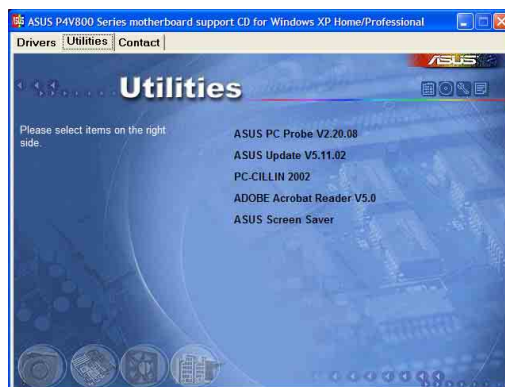 ASUS P4V800 Series motherboard support CD for Windows XP Home/Professional
Drivers Utilities Contact
ASUS
Utilities
Please select items on the right
side.
ASUS PC Probe V2.20.08
ASUS Update V5.11.02
PC-CILLIN 2002
ADOBE Acrobat Reader V5.0
ASUS Screen Saver